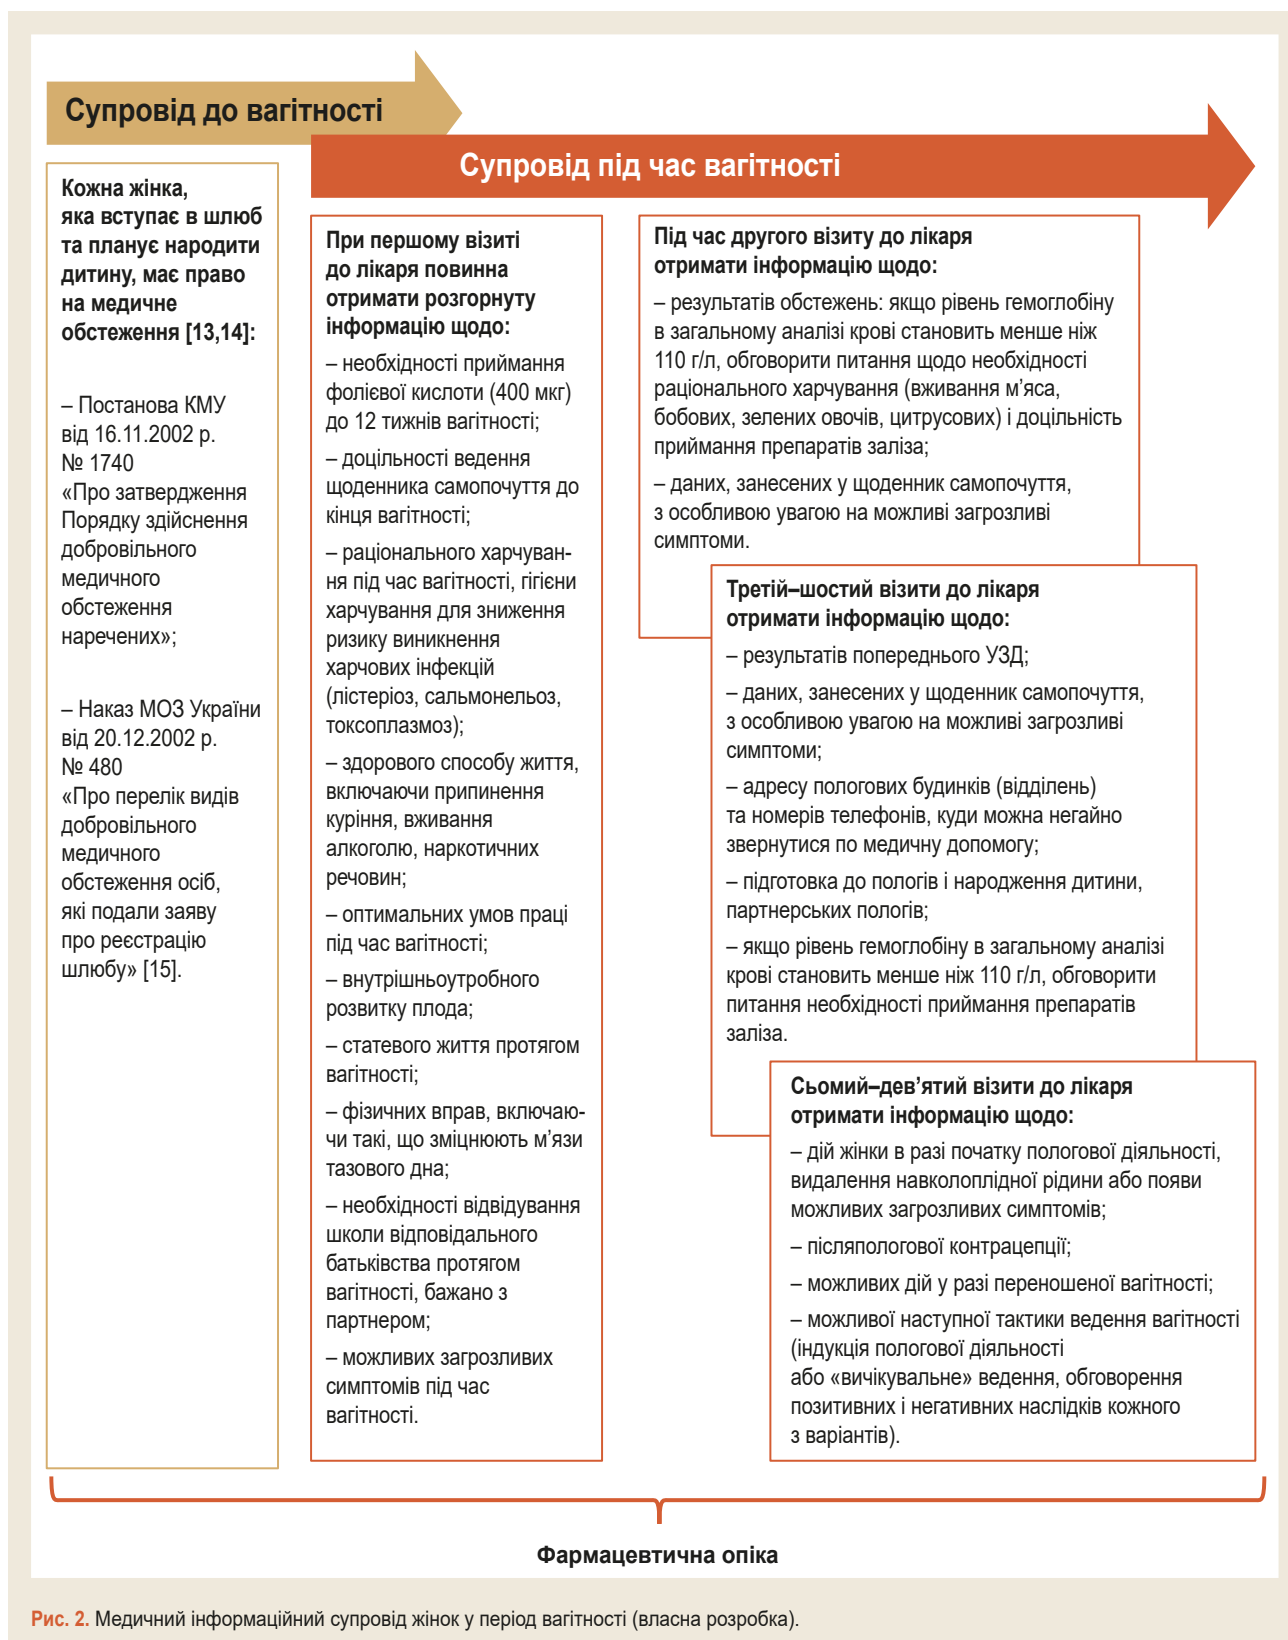 Супровід до вагітності
Супровід під час вагітності
Кожна жінка,
яка вступає в шлюб
та планує народити
дитину, має право
на медичне
обстеження [13,14]:
– Постанова КМУ
від 16.11.2002 р.
№ 1740
«Про затвердження
Порядку здійснення
добровільного
медичного
обстеження
наречених»;
– Наказ МОЗ України
від 20.12.2002 р.
№ 480
«Про перелік видів
добровільного
медичного
обстеження осіб,
які подали заяву
про реєстрацію
шлюбу» [15].
При першому візиті
до лікаря повинна
отримати розгорнуту
інформацію щодо:
– необхідності приймання
фолієвої кислоти (400 мкг)
до 12 тижнів вагітності;
– доцільності ведення
щоденника самопочуття до
кінця вагітності;
– раціонального харчуван-
ня під час вагітності, гігієни
харчування для зниження
ризику виникнення
харчових інфекцій
(лістеріоз, сальмонельоз,
токсоплазмоз);
– здорового способу життя,
включаючи припинення
куріння, вживання
алкоголю, наркотичних
речовин;
– оптимальних умов праці
під час вагітності;
– внутрішньоутробного
розвитку плода;
– статевого життя протягом
вагітності;
– фізичних вправ, включаю-
чи такі, що зміцнюють м’язи
тазового дна;
– необхідності відвідування
школи відповідального
батьківства протягом
вагітності, бажано з
партнером;
– можливих загрозливих
симптомів під час
вагітності.
Під час другого візиту до лікаря
отримати інформацію щодо:
– результатів обстежень: якщо рівень гемоглобіну
в загальному аналізі крові становить менше ніж
110 г/л, обговорити питання щодо необхідності
раціонального харчування (вживання м’яса,
бобових, зелених овочів, цитрусових) і доцільність
приймання препаратів заліза;
– даних, занесених у щоденник самопочуття,
з особливою увагою на можливі загрозливі
симптоми.
Третій–шостий візити до лікаря
отримати інформацію щодо:
– результатів попереднього УЗД;
– даних, занесених у щоденник самопочуття,
з особливою увагою на можливі загрозливі
симптоми;
– адресу пологових будинків (відділень)
та номерів телефонів, куди можна негайно
звернутися по медичну допомогу;
– підготовка до пологів і народження дитини,
партнерських пологів;
– якщо рівень гемоглобіну в загальному аналізі
крові становить менше ніж 110 г/л, обговорити
питання необхідності приймання препаратів
заліза.
Сьомий–дев’ятий візити до лікаря
отримати інформацію щодо:
– дій жінки в разі початку пологової діяльності,
видалення навколоплідної рідини або появи
можливих загрозливих симптомів;
– післяпологової контрацепції;
– можливих дій у разі переношеної вагітності;
– можливої наступної тактики ведення вагітності
(індукція пологової діяльності
або «вичікувальне» ведення, обговорення
позитивних і негативних наслідків кожного
з варіантів).
Фармацевтична опіка
Рис. 2. Медичний інформаційний супровід жінок у період вагітності (власна розробка).